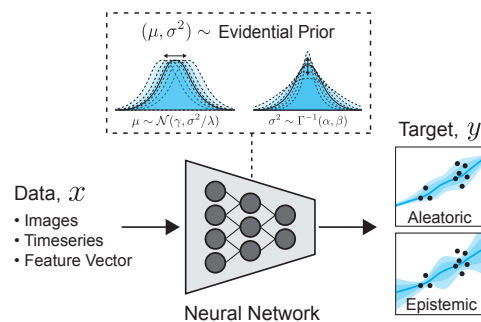 (μ, σ²) ∼ Evidential Prior
μ ∼ 𝒩(γ, σ²/λ)
σ² ∼ Γ⁻¹(α, β)
Target, y
Data, x
• Images
• Timeseries
• Feature Vector
Aleatoric
Epistemic
Neural Network